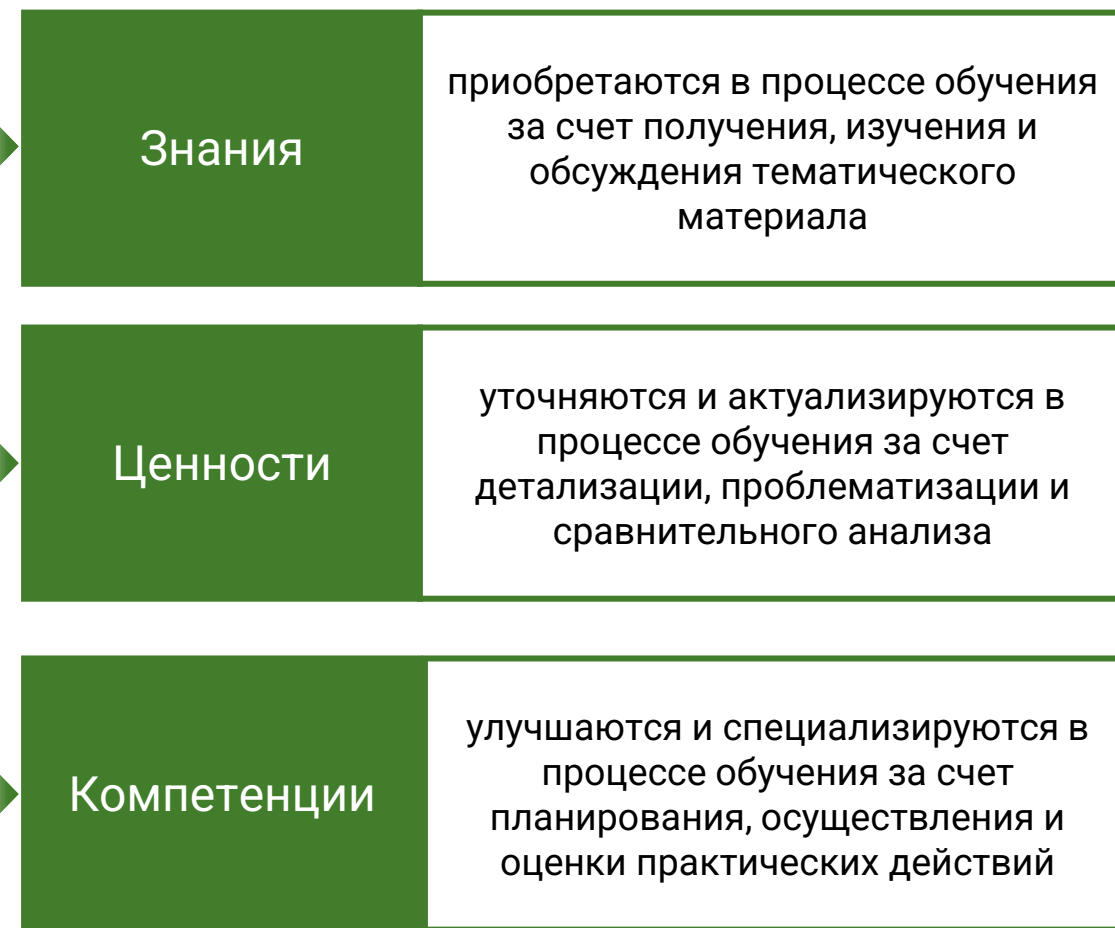 Знания
приобретаются в процессе обучения
за счет получения, изучения и
обсуждения тематического
материала
Ценности
уточняются и актуализируются в
процессе обучения за счет
детализации, проблематизации и
сравнительного анализа
Компетенции
улучшаются и специализируются в
процессе обучения за счет
планирования, осуществления и
оценки практических действий